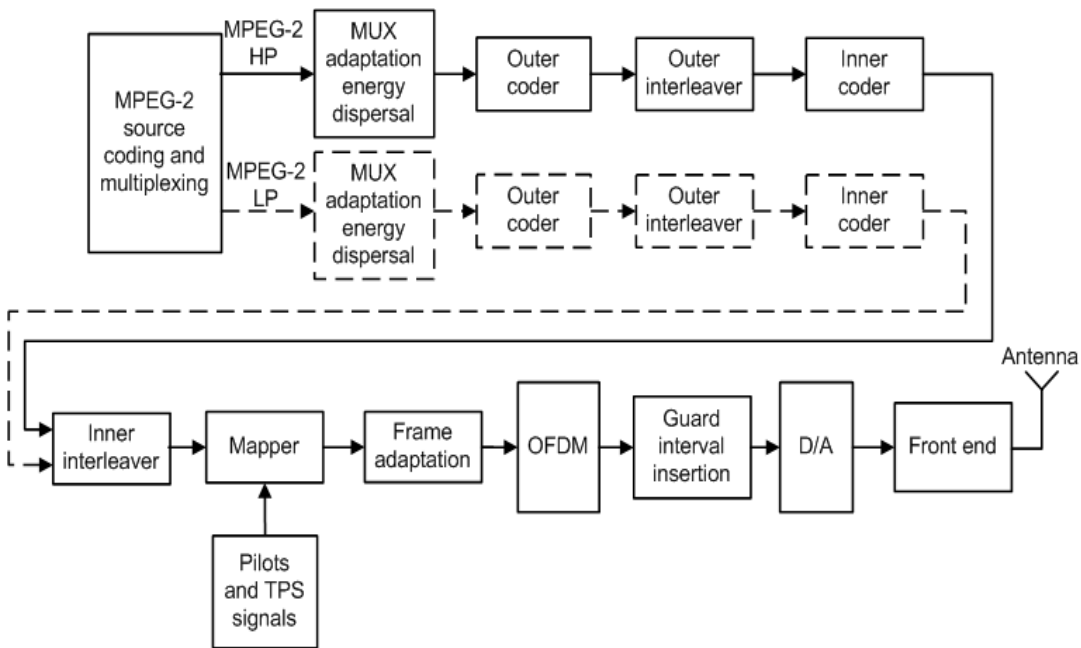 MPEG-2
source
coding and
multiplexing
MPEG-2
HP
MUX
adaptation
energy
dispersal
Outer
coder
Outer
interleaver
Inner
coder
MPEG-2
LP
MUX
adaptation
energy
dispersal
Outer
coder
Outer
interleaver
Inner
coder
Inner
interleaver
Mapper
Frame
adaptation
OFDM
Guard
interval
insertion
D/A
Front end
Antenna
Pilots
and TPS
signals